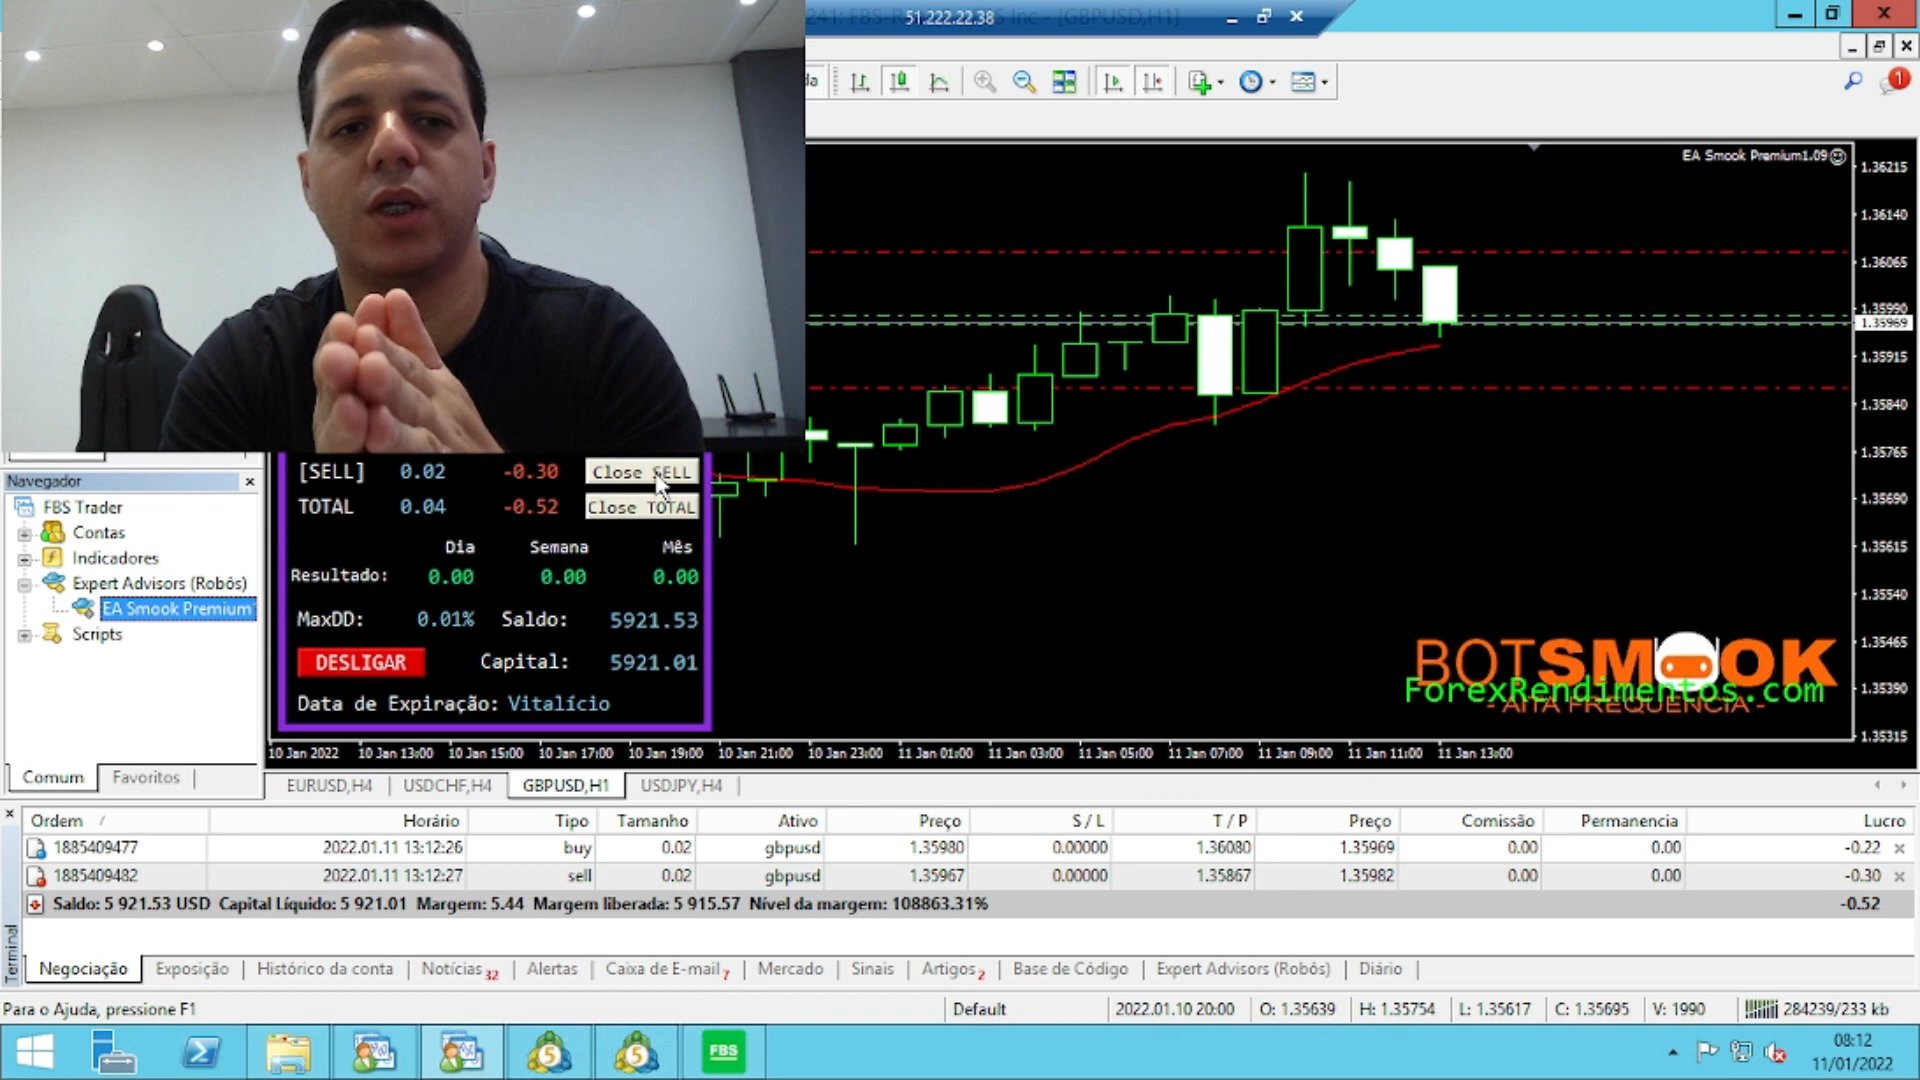 241: FBS-R
Inc - [GBPUSD,H1]
51.222.22.38
1
EA Smook Premium1.09
1.36215
1.36140
1.36065
1.35990
1.35969
1.35915
1.35840
1.35765
1.35690
1.35615
1.35540
1.35465
1.35390
1.35315
Navegador
FBS Trader
Contas
Indicadores
Expert Advisors (Robôs)
EA Smook Premium
Scripts
Comum
Favoritos
[SELL] 0.02 -0.30 Close SELL
TOTAL 0.04 -0.52 Close TOTAL
Dia Semana Mês
Resultado: 0.00 0.00 0.00
MaxDD: 0.01% Saldo: 5921.53
DESLIGAR Capital: 5921.01
Data de Expiração: Vitalício
BOTSMOOK
ForexRendimentos.com
- ALTA FREQUENCIA -
10 Jan 2022 10 Jan 13:00 10 Jan 15:00 10 Jan 17:00 10 Jan 19:00 10 Jan 21:00 10 Jan 23:00 11 Jan 01:00 11 Jan 03:00 11 Jan 05:00 11 Jan 07:00 11 Jan 09:00 11 Jan 11:00 11 Jan 13:00
EURUSD,H4 USDCHF,H4 GBPUSD,H1 USDJPY,H4
Ordem / Horário Tipo Tamanho Ativo Preço S / L T / P Preço Comissão Permanencia Lucro
1885409477 2022.01.11 13:12:26 buy 0.02 gbpusd 1.35980 0.00000 1.36080 1.35969 0.00 0.00 -0.22
1885409482 2022.01.11 13:12:27 sell 0.02 gbpusd 1.35967 0.00000 1.35867 1.35982 0.00 0.00 -0.30
Saldo: 5 921.53 USD Capital Líquido: 5 921.01 Margem: 5.44 Margem liberada: 5 915.57 Nível da margem: 108863.31% -0.52
Terminal
Negociação Exposição Histórico da conta Notícias 32 Alertas Caixa de E-mail 7 Mercado Sinais Artigos 2 Base de Código Expert Advisors (Robôs) Diário
Para o Ajuda, pressione F1 Default 2022.01.10 20:00 O: 1.35639 H: 1.35754 L: 1.35617 C: 1.35695 V: 1990 284239/233 kb
5
5
FBS
08:12
11/01/2022